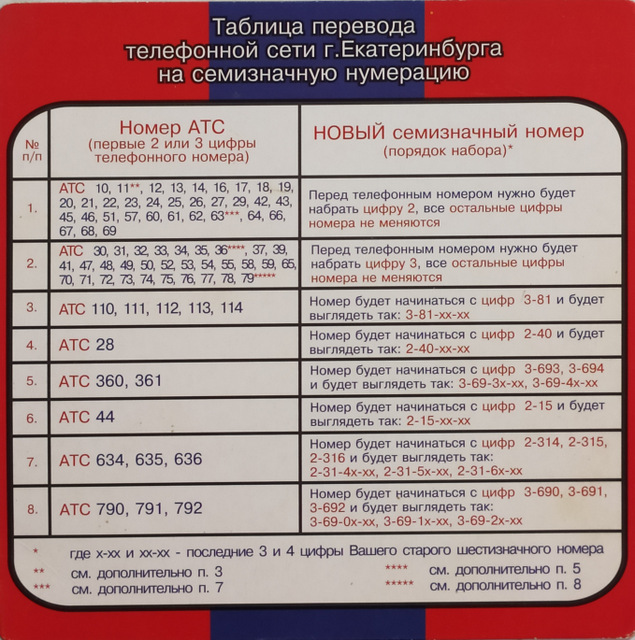 Таблица перевода
телефонной сети г.Екатеринбурга
на семизначную нумерацию
№ п/п
Номер АТС
(первые 2 или 3 цифры
телефонного номера)
НОВЫЙ семизначный номер
(порядок набора)*
1.
АТС 10, 11**, 12, 13, 14, 16, 17, 18, 19,
20, 21, 22, 23, 24, 25, 26, 27, 29, 42, 43,
45, 46, 51, 57, 60, 61, 62, 63***, 64, 66,
67, 68, 69
Перед телефонным номером нужно будет
набрать цифру 2, все остальные цифры
номера не меняются
2.
АТС 30, 31, 32, 33, 34, 35, 36****, 37, 39,
41, 47, 48, 49, 50, 52, 53, 54, 55, 58, 59, 65,
70, 71, 72, 73, 74, 75, 76, 77, 78, 79*****
Перед телефонным номером нужно будет
набрать цифру 3, все остальные цифры
номера не меняются
3.
АТС 110, 111, 112, 113, 114
Номер будет начинаться с цифр 3-81 и будет
выглядеть так: 3-81-хх-хх
4.
АТС 28
Номер будет начинаться с цифр 2-40 и будет
выглядеть так: 2-40-хх-хх
5.
АТС 360, 361
Номер будет начинаться с цифр 3-693, 3-694
и будет выглядеть так: 3-69-3х-хх, 3-69-4х-хх
6.
АТС 44
Номер будет начинаться с цифр 2-15 и будет
выглядеть так: 2-15-хх-хх
7.
АТС 634, 635, 636
Номер будет начинаться с цифр 2-314, 2-315,
2-316 и будет выглядеть так:
2-31-4х-хх, 2-31-5х-хх, 2-31-6х-хх
8.
АТС 790, 791, 792
Номер будет начинаться с цифр 3-690, 3-691,
3-692 и будет выглядеть так:
3-69-0х-хх, 3-69-1х-хх, 3-69-2х-хх
* где х-хх и хх-хх - последние 3 и 4 цифры Вашего старого шестизначного номера
** см. дополнительно п. 3
**** см. дополнительно п. 5
*** см. дополнительно п. 7
***** см. дополнительно п. 8